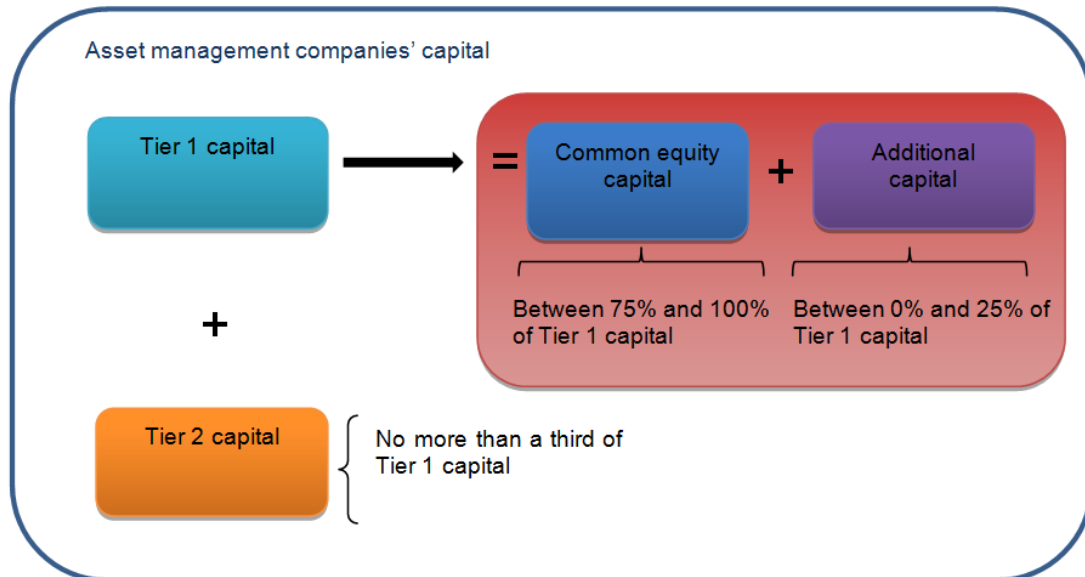 Asset management companies’ capital
Tier 1 capital
=
Common equity
capital
+
Additional
capital
Between 75% and 100%
of Tier 1 capital
Between 0% and 25% of
Tier 1 capital
+
Tier 2 capital
No more than a third of
Tier 1 capital